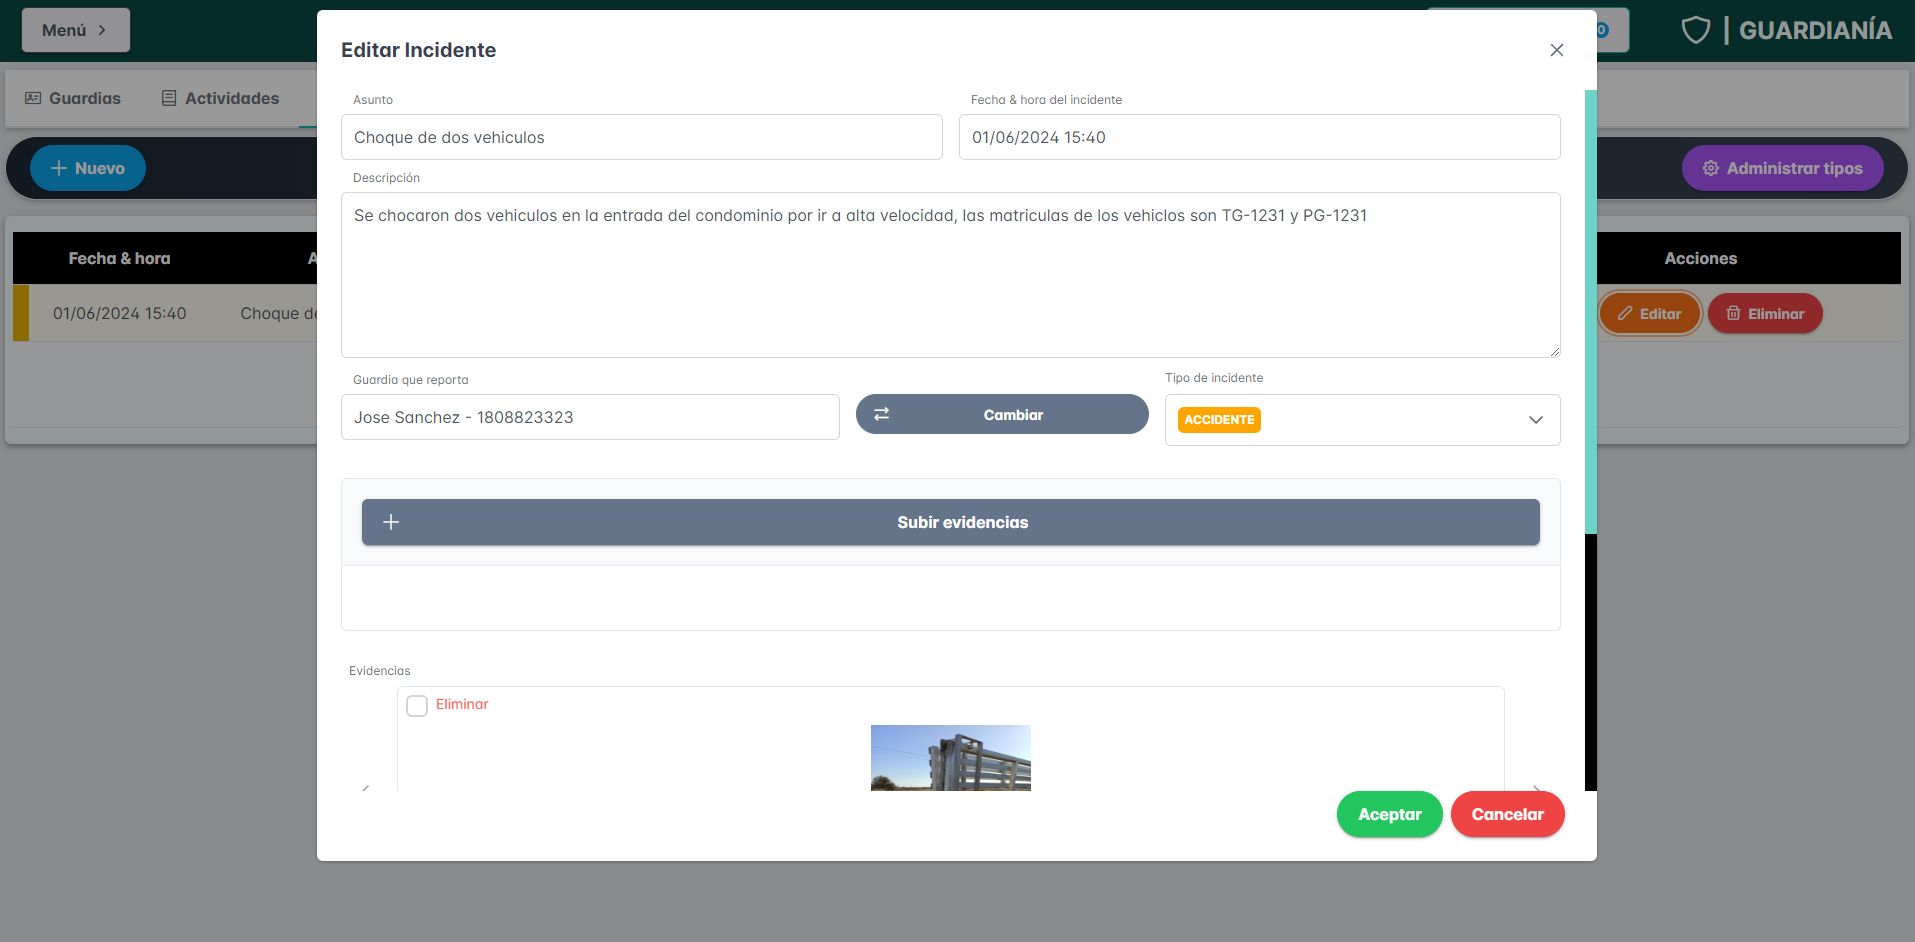 Menú
0
| GUARDIANÍA
Guardias
Actividades
Nuevo
Administrar tipos
Fecha & hora
A
Acciones
01/06/2024 15:40
Choque de
Editar
Eliminar
Editar Incidente
Asunto
Fecha & hora del incidente
Choque de dos vehiculos
01/06/2024 15:40
Descripción
Se chocaron dos vehiculos en la entrada del condominio por ir a alta velocidad, las matriculas de los vehiclos son TG-1231 y PG-1231
Guardia que reporta
Tipo de incidente
Jose Sanchez - 1808823323
Cambiar
ACCIDENTE
Subir evidencias
Evidencias
Eliminar
Aceptar
Cancelar